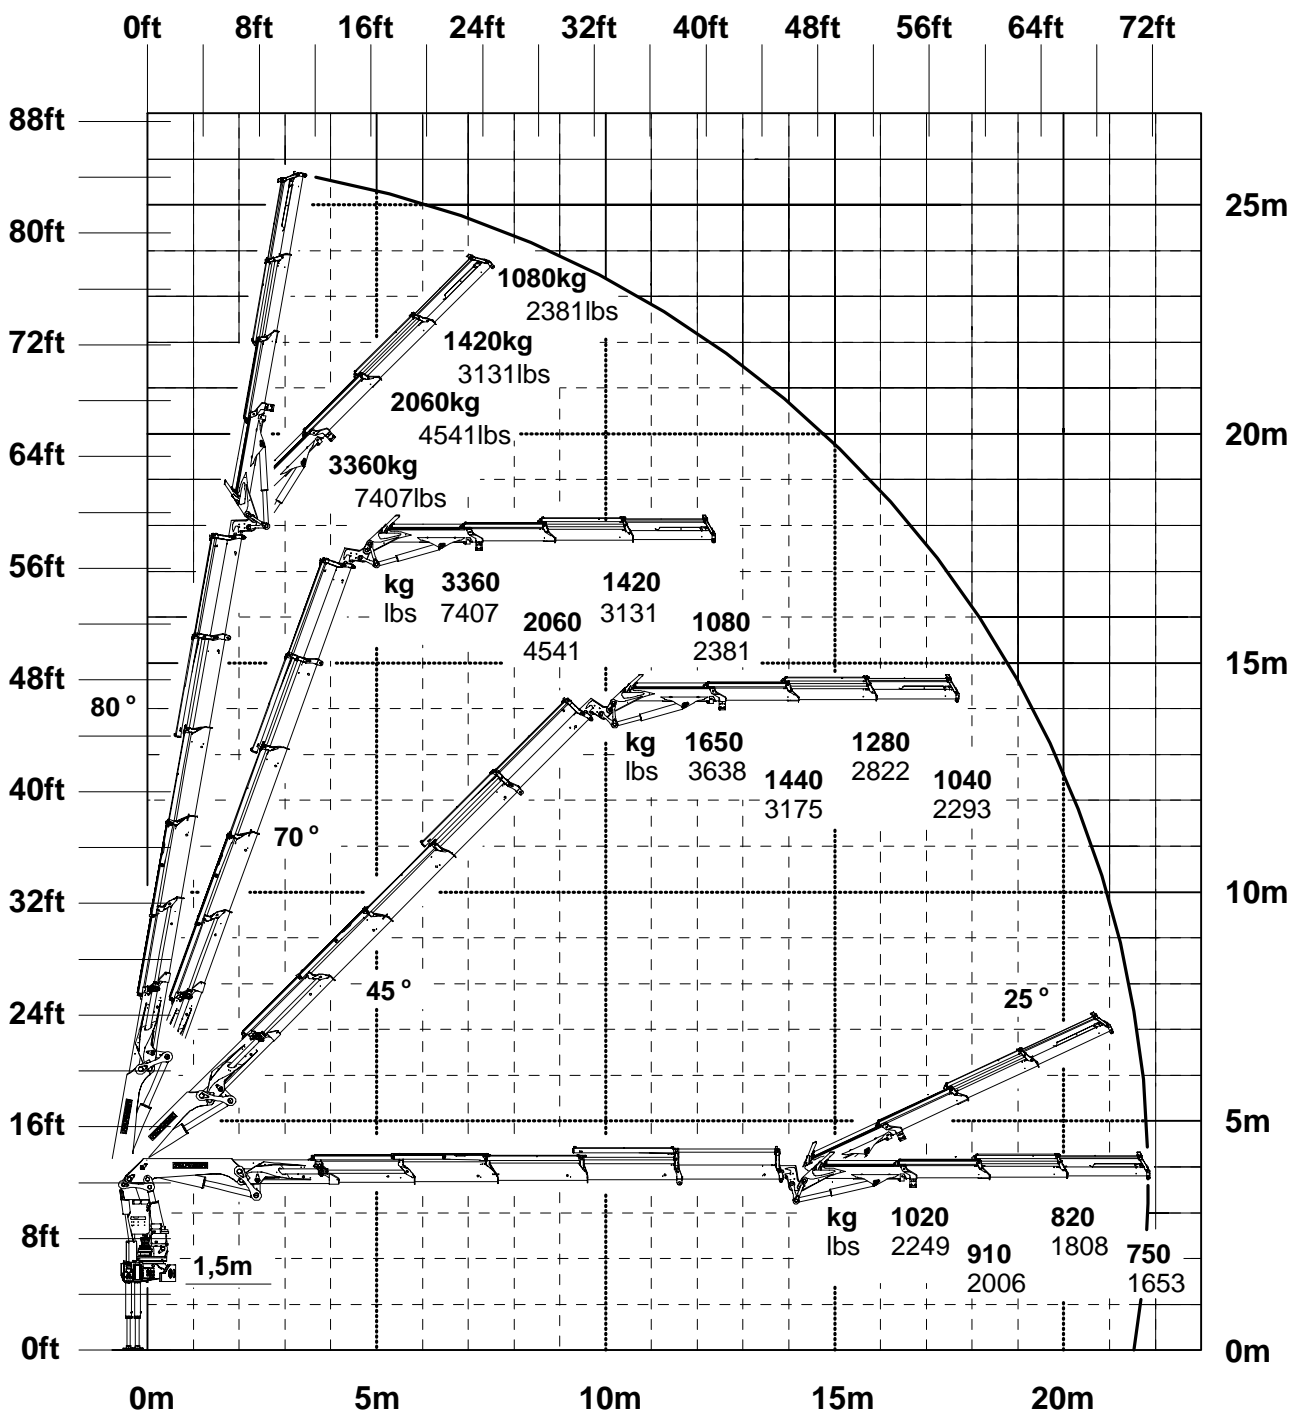 0ft 8ft 16ft 24ft 32ft 40ft 48ft 56ft 64ft 72ft
88ft
25m
80ft
1080kg
2381lbs
72ft
1420kg
3131lbs
2060kg
4541lbs
20m
64ft
3360kg
7407lbs
56ft
kg 3360 1420
lbs 7407 3131
2060 1080
4541 2381
15m
48ft
80 °
kg 1650 1280
lbs 3638 2822
1440 1040
3175 2293
40ft
70 °
10m
32ft
45 °
25 °
24ft
16ft
5m
kg 1020 820
lbs 2249 1808
8ft
910 750
2006 1653
1,5m
0ft
0m
0m 5m 10m 15m 20m